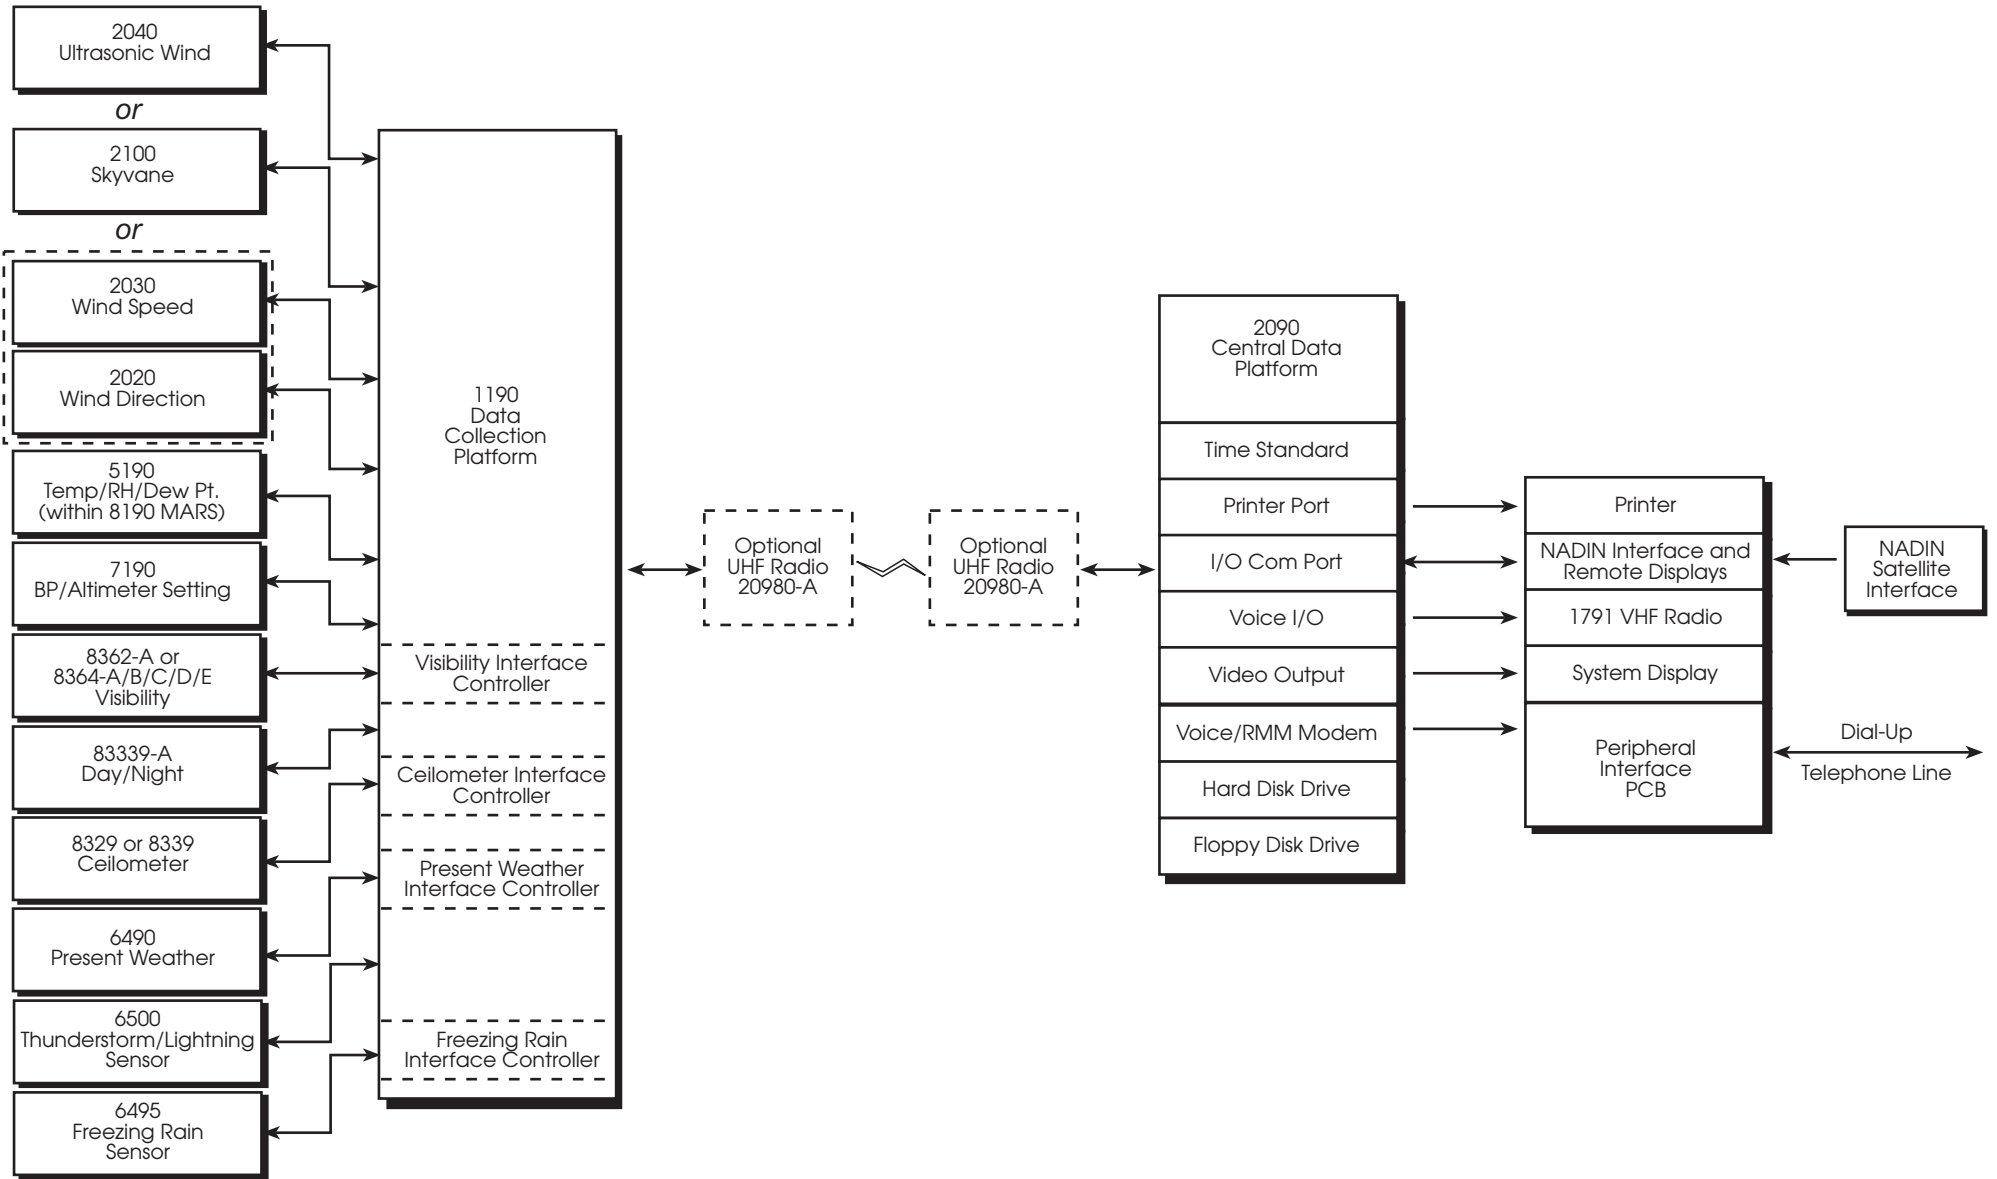 2040
Ultrasonic Wind
or
2100
Skyvane
or
2030
Wind Speed
2020
Wind Direction
5190
Temp/RH/Dew Pt.
(within 8190 MARS)
7190
BP/Altimeter Setting
8362-A or
8364-A/B/C/D/E
Visibility
83339-A
Day/Night
8329 or 8339
Ceilometer
6490
Present Weather
6500
Thunderstorm/Lightning
Sensor
6495
Freezing Rain
Sensor
1190
Data
Collection
Platform
Visibility Interface
Controller
Ceilometer Interface
Controller
Present Weather
Interface Controller
Freezing Rain
Interface Controller
Optional
UHF Radio
20980-A
Optional
UHF Radio
20980-A
2090
Central Data
Platform
Time Standard
Printer Port
I/O Com Port
Voice I/O
Video Output
Voice/RMM Modem
Hard Disk Drive
Floppy Disk Drive
Printer
NADIN Interface and
Remote Displays
1791 VHF Radio
System Display
Peripheral
Interface
PCB
NADIN
Satellite
Interface
Dial-Up
Telephone Line